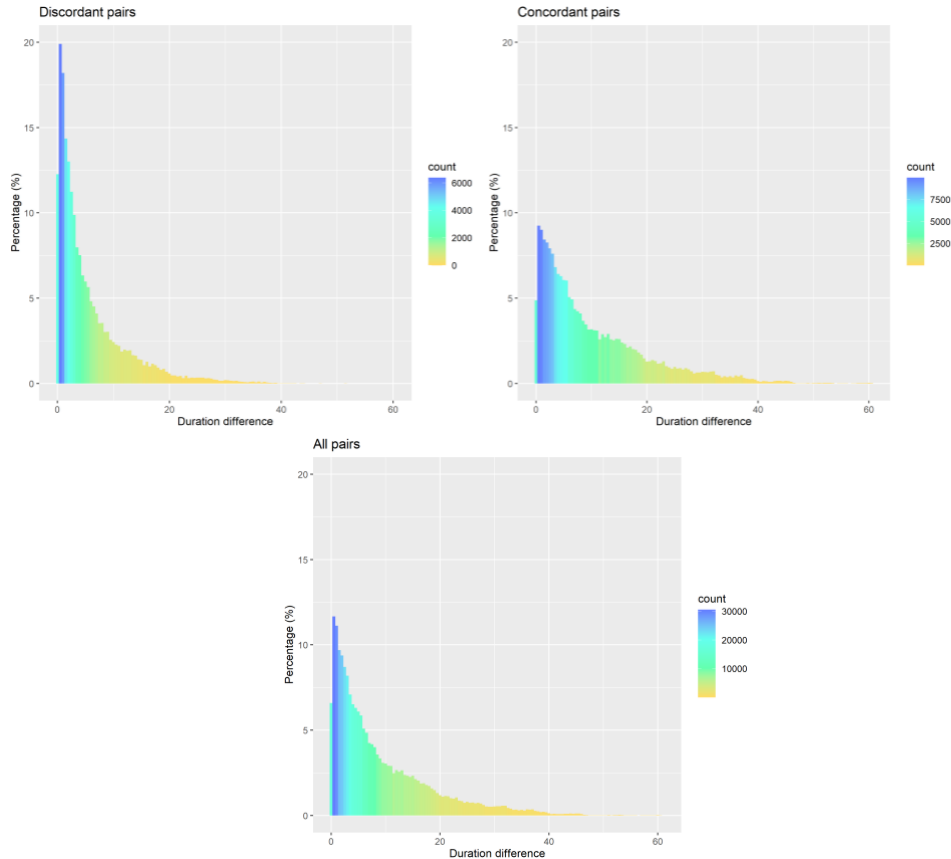 Discordant pairs
20
15
10
5
0
Percentage (%)
0 20 40 60
Duration difference
count
6000
4000
2000
0
Concordant pairs
20
15
10
5
0
Percentage (%)
0 20 40 60
Duration difference
count
7500
5000
2500
All pairs
20
15
10
5
0
Percentage (%)
0 20 40 60
Duration difference
count
30000
20000
10000